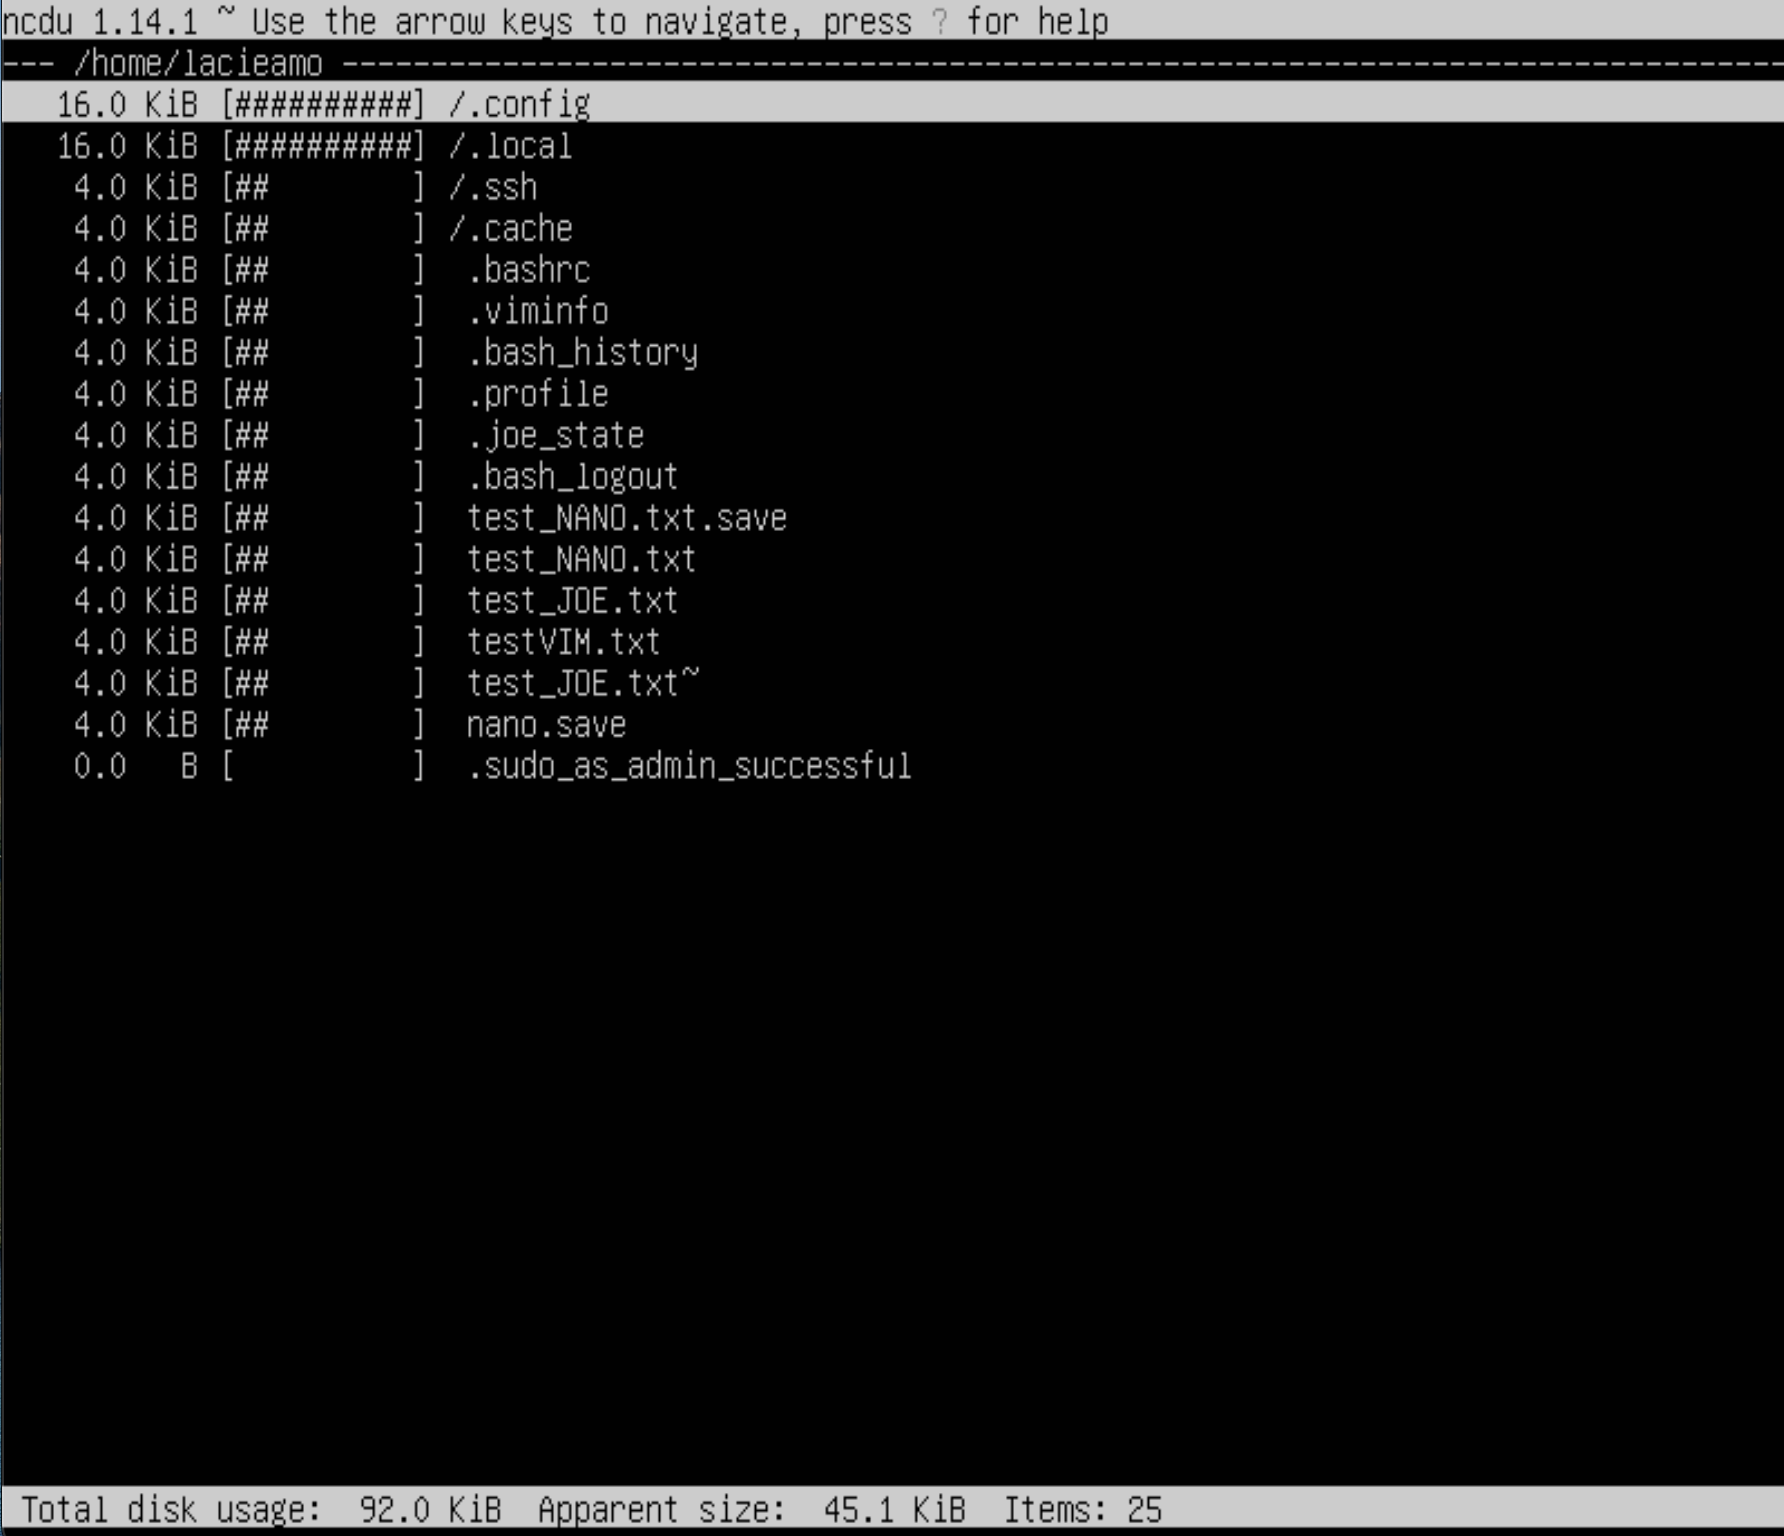 ncdu 1.14.1 ~ Use the arrow keys to navigate, press ? for help
--- /home/lacieamo ---------------------------------------------------------------------------------
   16.0 KiB [##########] /.config
   16.0 KiB [##########] /.local
    4.0 KiB [##        ] /.ssh
    4.0 KiB [##        ] /.cache
    4.0 KiB [##        ]  .bashrc
    4.0 KiB [##        ]  .viminfo
    4.0 KiB [##        ]  .bash_history
    4.0 KiB [##        ]  .profile
    4.0 KiB [##        ]  .joe_state
    4.0 KiB [##        ]  .bash_logout
    4.0 KiB [##        ]  test_NANO.txt.save
    4.0 KiB [##        ]  test_NANO.txt
    4.0 KiB [##        ]  test_JOE.txt
    4.0 KiB [##        ]  testVIM.txt
    4.0 KiB [##        ]  test_JOE.txt~
    4.0 KiB [##        ]  nano.save
    0.0   B [          ]  .sudo_as_admin_successful
 Total disk usage:  92.0 KiB  Apparent size:  45.1 KiB  Items: 25